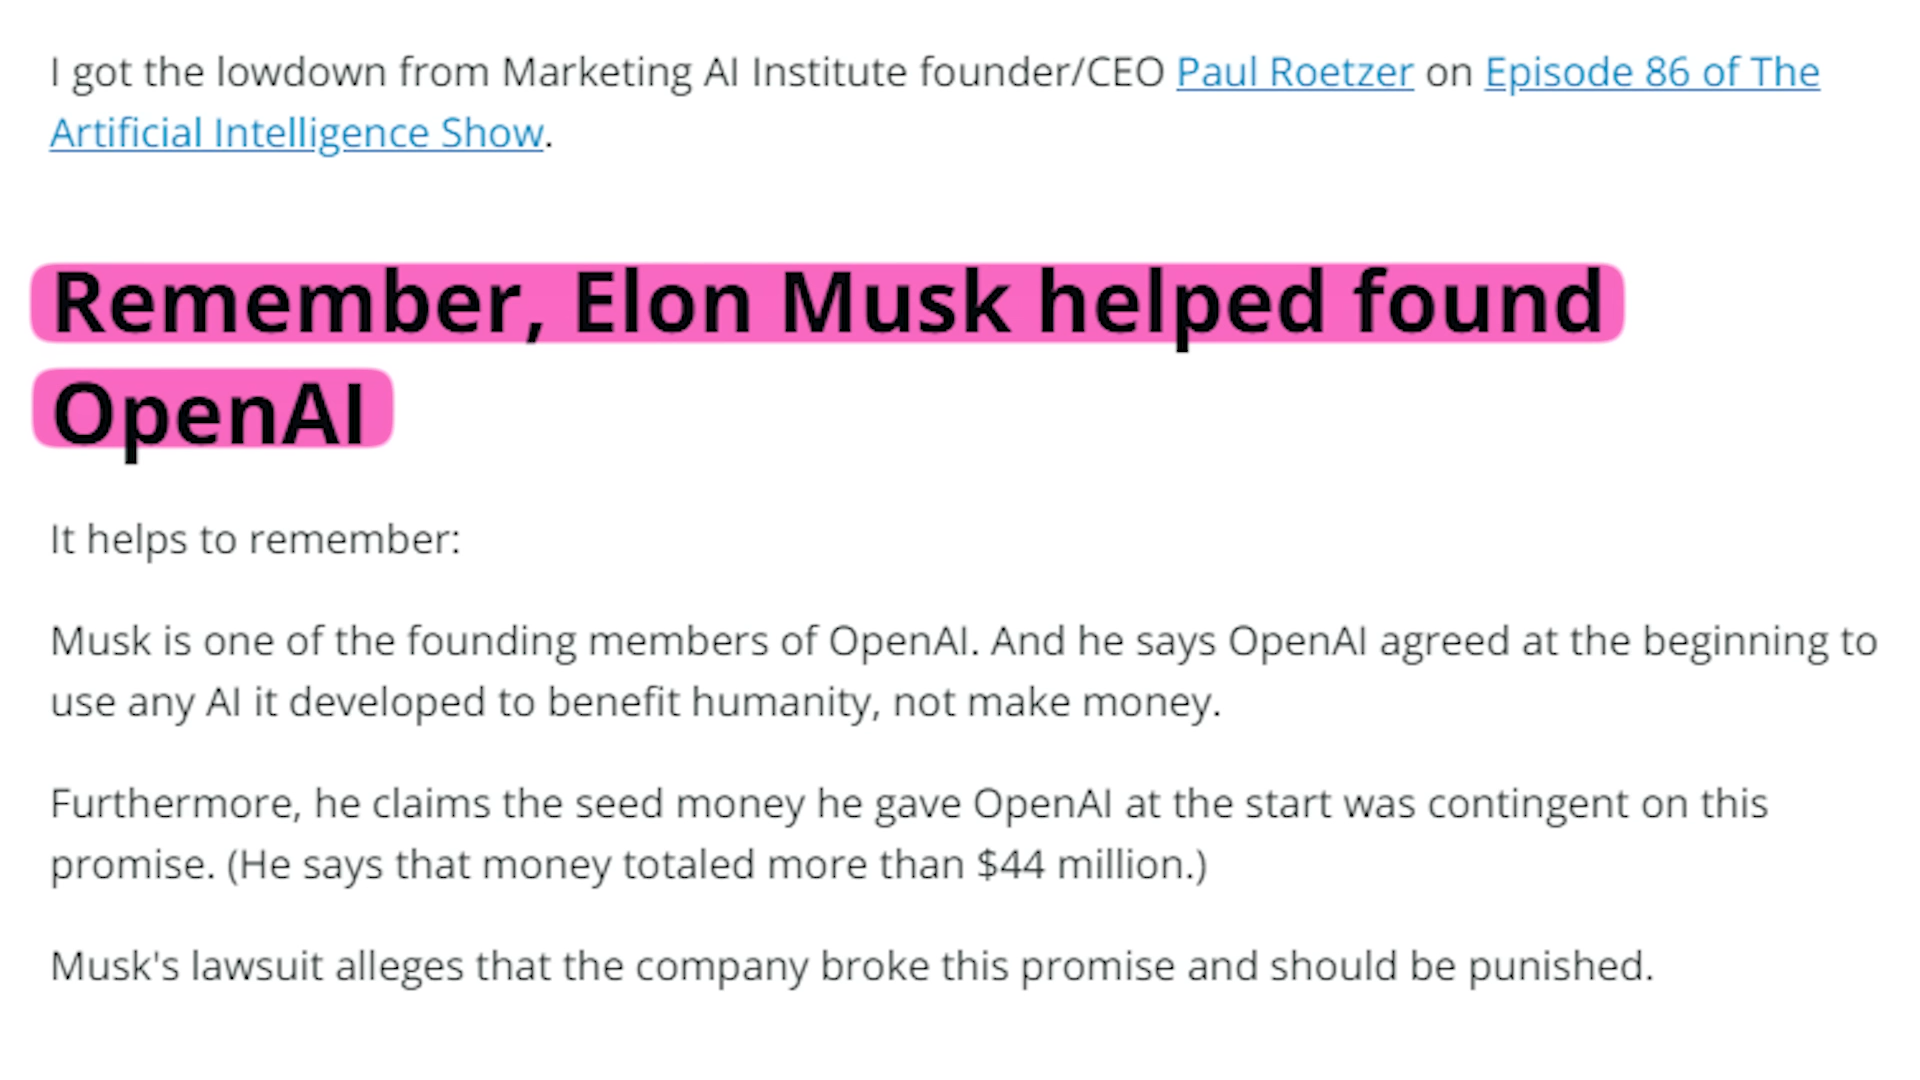 I got the lowdown from Marketing AI Institute founder/CEO Paul Roetzer on Episode 86 of The
Artificial Intelligence Show.
Remember, Elon Musk helped found
OpenAI
It helps to remember:
Musk is one of the founding members of OpenAI. And he says OpenAI agreed at the beginning to
use any AI it developed to benefit humanity, not make money.
Furthermore, he claims the seed money he gave OpenAI at the start was contingent on this
promise. (He says that money totaled more than $44 million.)
Musk's lawsuit alleges that the company broke this promise and should be punished.